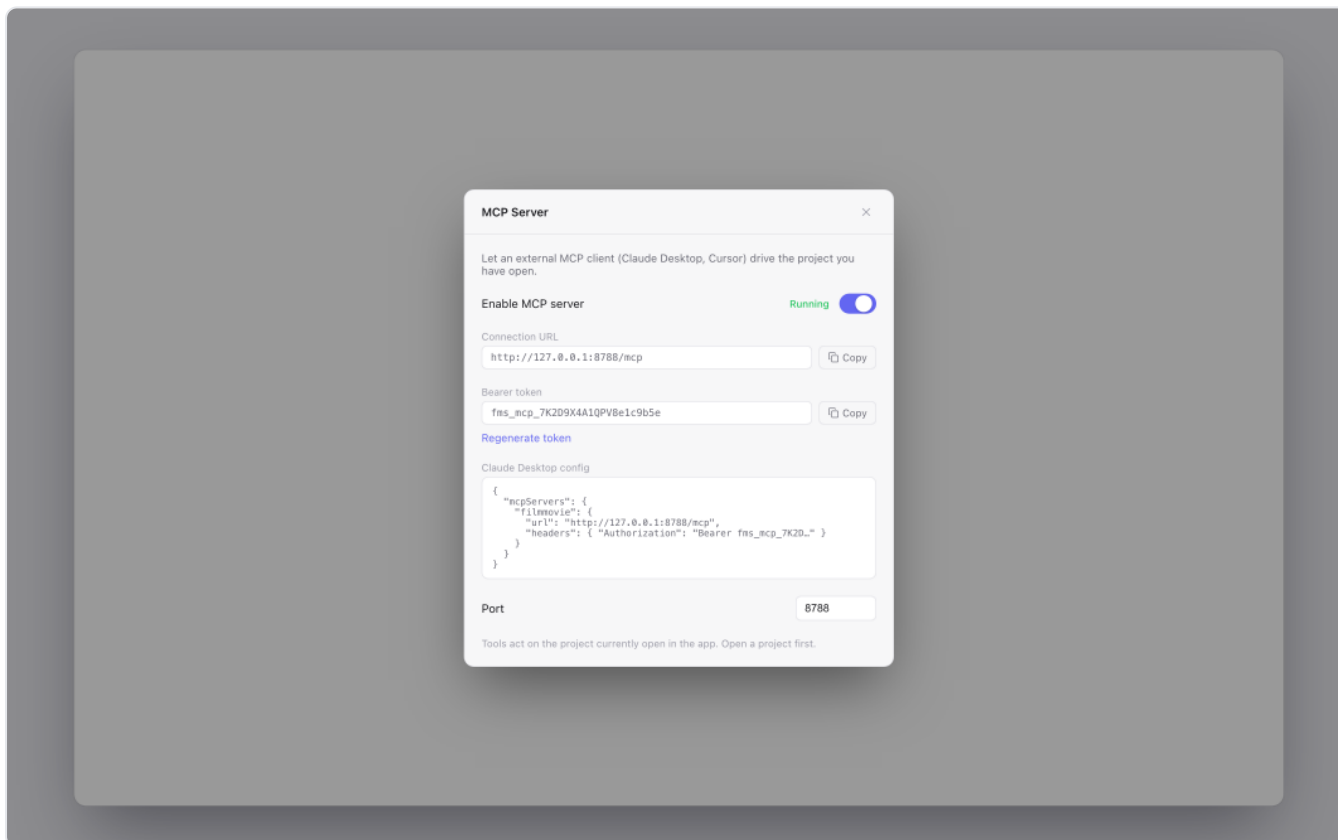 MCP Server
Let an external MCP client (Claude Desktop, Cursor) drive the project you
have open.
Enable MCP server
Running
Connection URL
http://127.0.0.1:8788/mcp
Copy
Bearer token
fms_mcp_7K2D9X4A1QPV8e1c9b5e
Copy
Regenerate token
Claude Desktop config
{
  "mcpServers": {
    "filmmovie": {
      "url": "http://127.0.0.1:8788/mcp",
      "headers": { "Authorization": "Bearer fms_mcp_7K2D…" }
    }
  }
}
Port
8788
Tools act on the project currently open in the app. Open a project first.